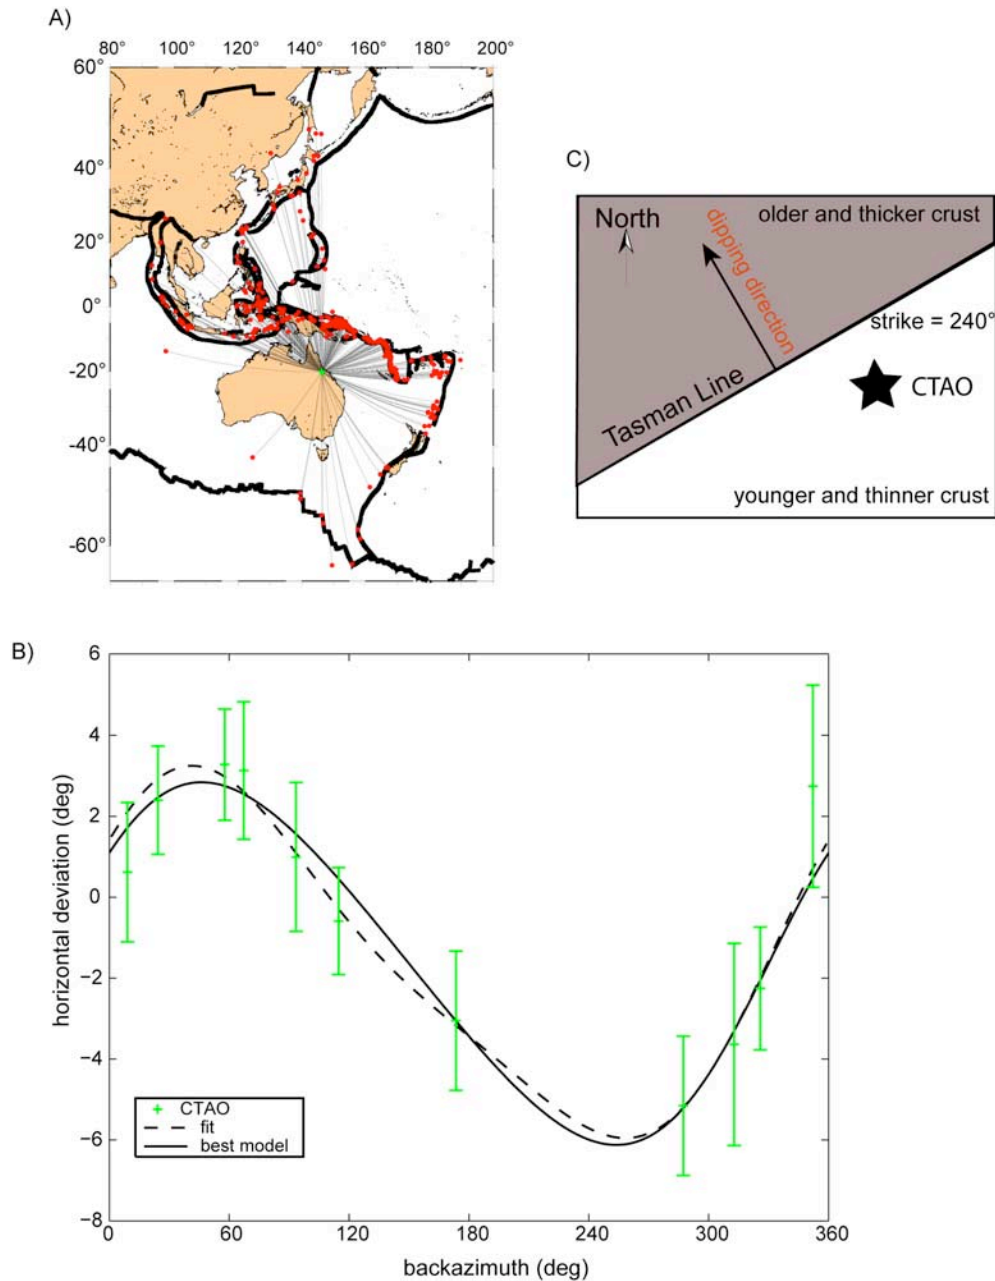 A)
80° 100° 120° 140° 160° 180° 200°
60°
40°
20°
0°
-20°
-40°
-60°
C)
North
older and thicker crust
dipping direction
strike = 240°
Tasman Line
CTAO
younger and thinner crust
B)
6
4
2
0
−2
−4
−6
−8
horizontal deviation (deg)
CTAO
fit
best model
0 60 120 180 240 300 360
backazimuth (deg)